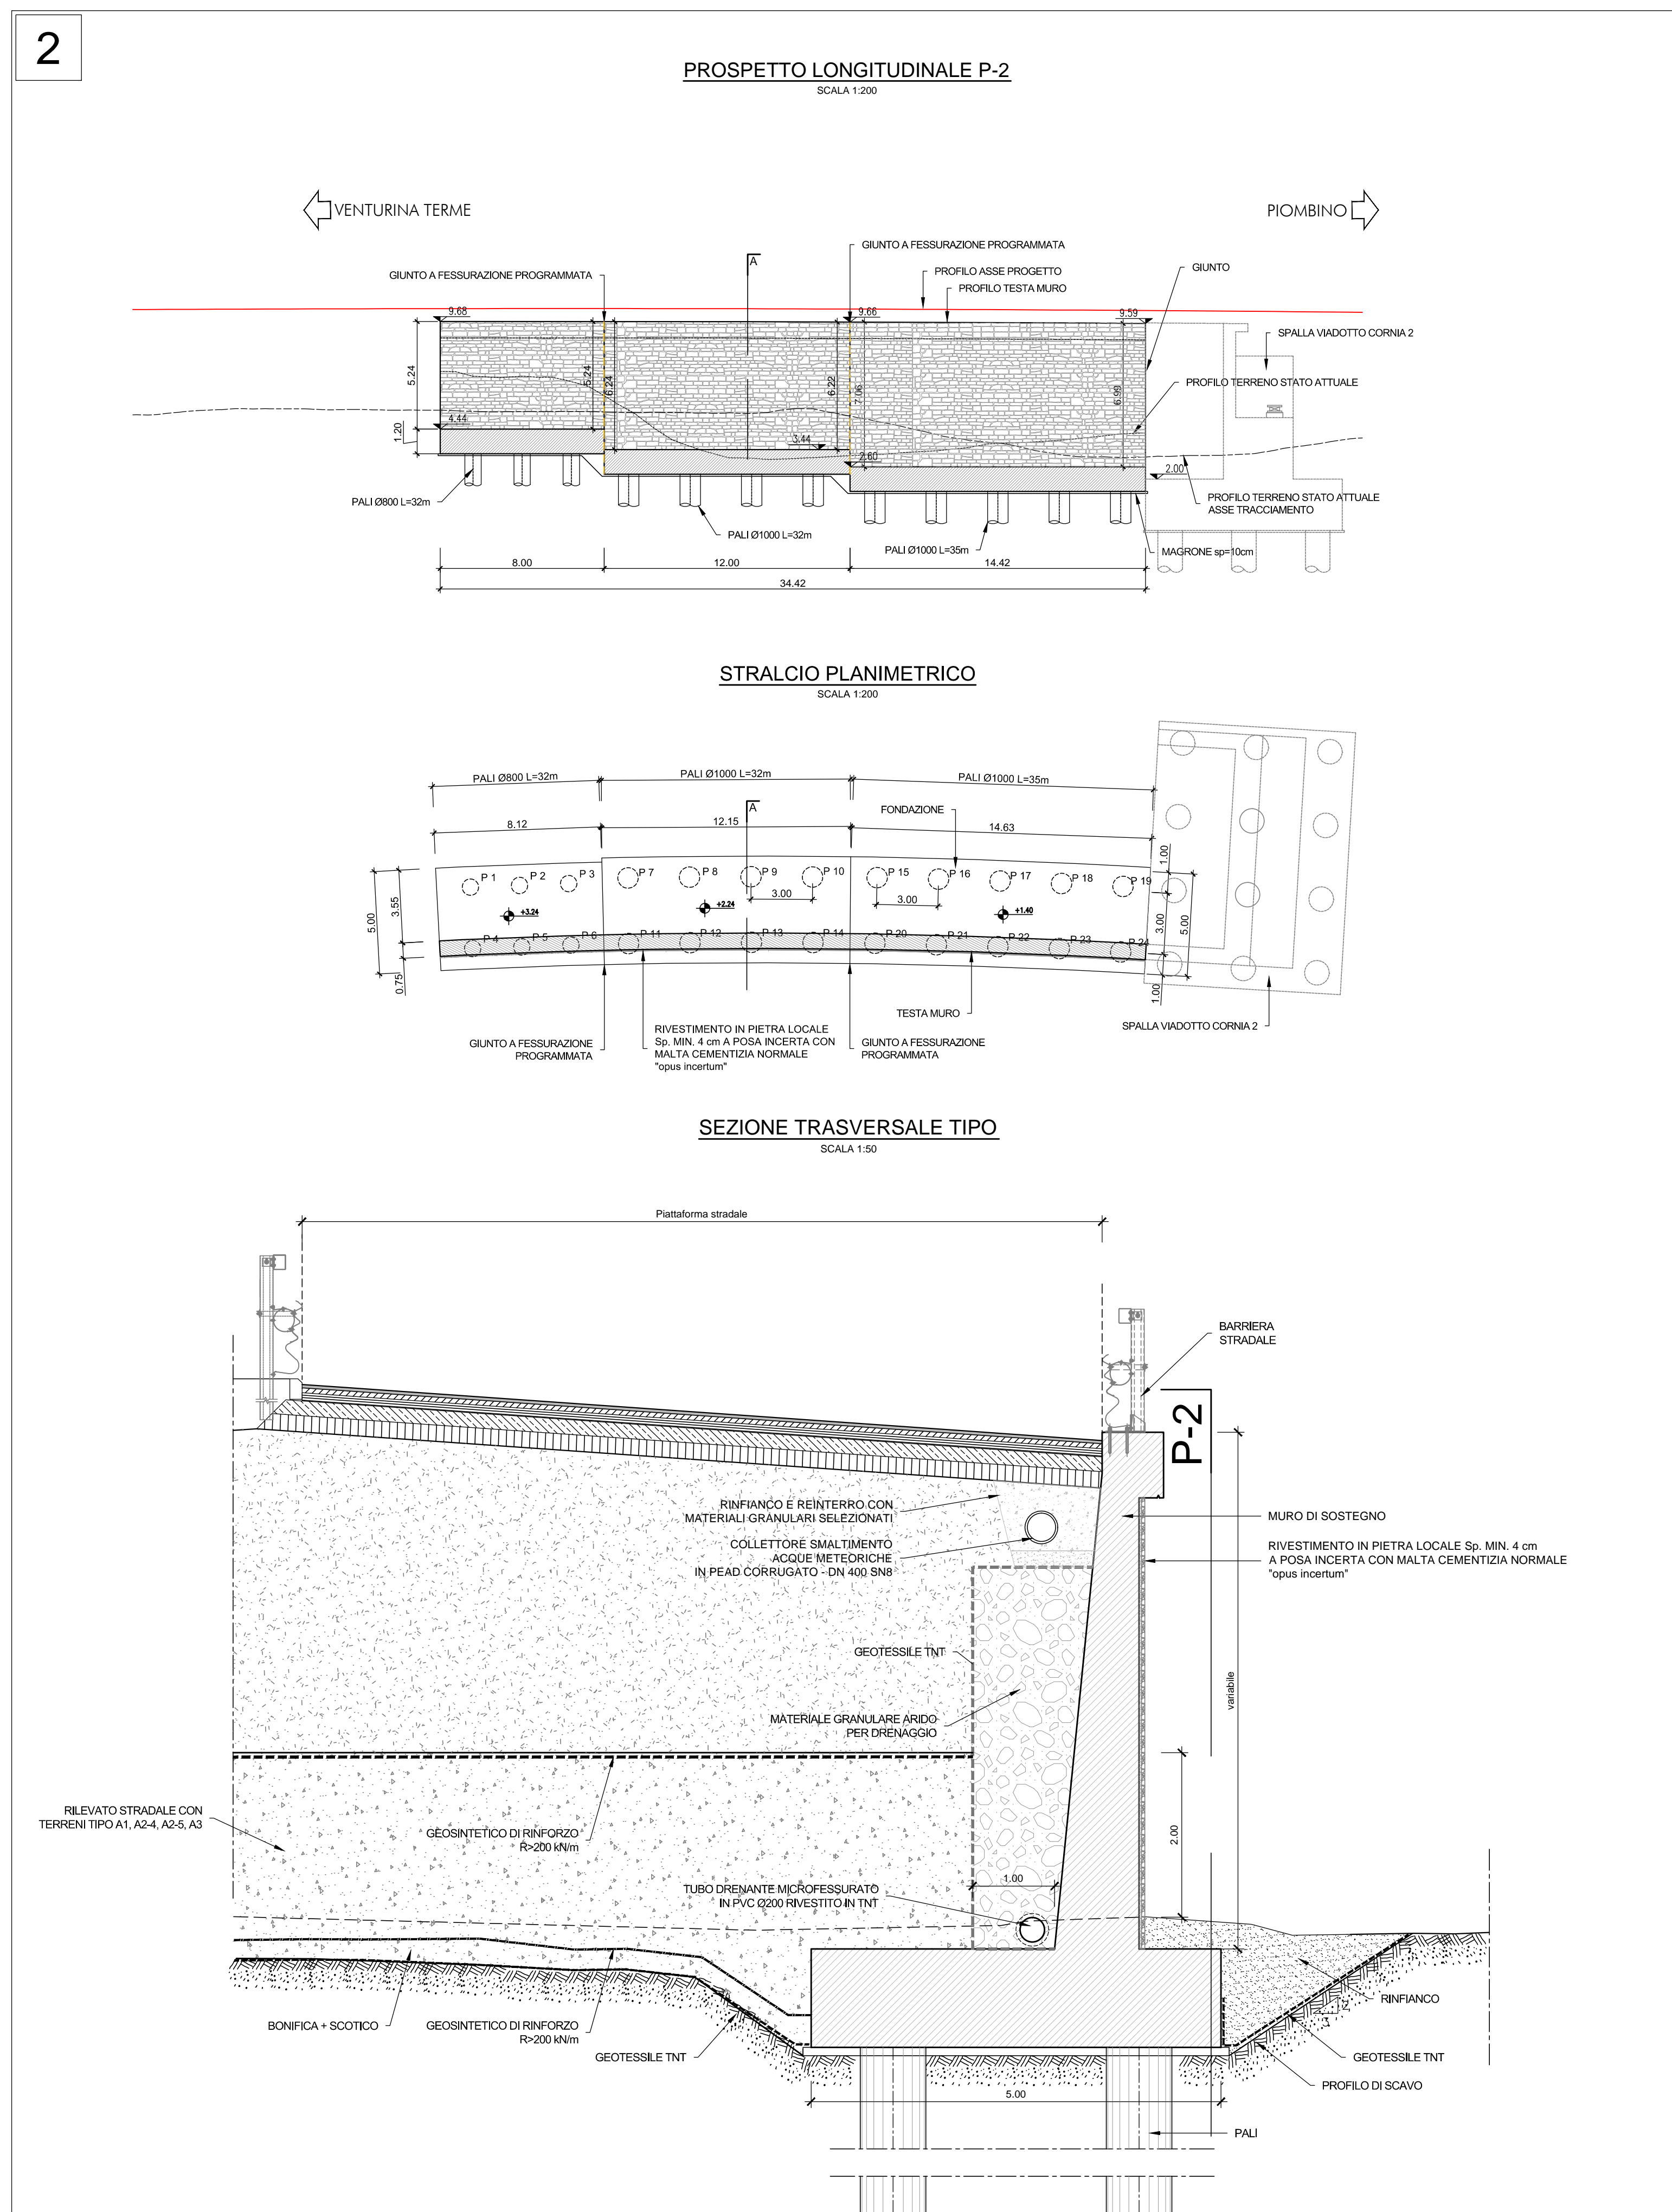 2
PROSPETTO LONGITUDINALE P-2
SCALA 1:200
VENTURINA TERME
PIOMBINO
GIUNTO A FESSURAZIONE PROGRAMMATA
GIUNTO A FESSURAZIONE PROGRAMMATA
A
PROFILO ASSE PROGETTO
PROFILO TESTA MURO
GIUNTO
9.68
9.66
9.59
SPALLA VIADOTTO CORNIA 2
PROFILO TERRENO STATO ATTUALE
5.24
5.24
6.24
6.22
7.06
6.99
4.44
1.20
3.44
2.60
2.00
PALI Ø800 L=32m
PALI Ø1000 L=32m
PALI Ø1000 L=35m
PROFILO TERRENO STATO ATTUALE
ASSE TRACCIAMENTO
MAGRONE sp=10cm
8.00
12.00
14.42
34.42
STRALCIO PLANIMETRICO
SCALA 1:200
PALI Ø800 L=32m
PALI Ø1000 L=32m
PALI Ø1000 L=35m
A
FONDAZIONE
8.12
12.15
14.63
P 1
P 2
P 3
P 7
P 8
P 9
P 10
P 15
P 16
P 17
P 18
P 19
3.00
3.00
+3.24
+2.24
+1.40
5.00
3.55
0.75
1.00
3.00
5.00
1.00
P 4
P 5
P 6
P 11
P 12
P 13
P 14
P 20
P 21
P 22
P 23
P 24
TESTA MURO
SPALLA VIADOTTO CORNIA 2
GIUNTO A FESSURAZIONE
PROGRAMMATA
RIVESTIMENTO IN PIETRA LOCALE
Sp. MIN. 4 cm A POSA INCERTA CON
MALTA CEMENTIZIA NORMALE
"opus incertum"
GIUNTO A FESSURAZIONE
PROGRAMMATA
SEZIONE TRASVERSALE TIPO
SCALA 1:50
Piattaforma stradale
BARRIERA
STRADALE
P-2
RINFIANCO E REINTERRO CON
MATERIALI GRANULARI SELEZIONATI
COLLETTORE SMALTIMENTO
ACQUE METEORICHE
IN PEAD CORRUGATO - DN 400 SN8
MURO DI SOSTEGNO
RIVESTIMENTO IN PIETRA LOCALE Sp. MIN. 4 cm
A POSA INCERTA CON MALTA CEMENTIZIA NORMALE
"opus incertum"
GEOTESSILE TNT
MATERIALE GRANULARE ARIDO
PER DRENAGGIO
variabile
2.00
RILEVATO STRADALE CON
TERRENI TIPO A1, A2-4, A2-5, A3
GEOSINTETICO DI RINFORZO
R>200 kN/m
TUBO DRENANTE MICROFESSURATO
IN PVC Ø200 RIVESTITO IN TNT
1.00
BONIFICA + SCOTICO
GEOSINTETICO DI RINFORZO
R>200 kN/m
GEOTESSILE TNT
RINFIANCO
GEOTESSILE TNT
PROFILO DI SCAVO
5.00
PALI